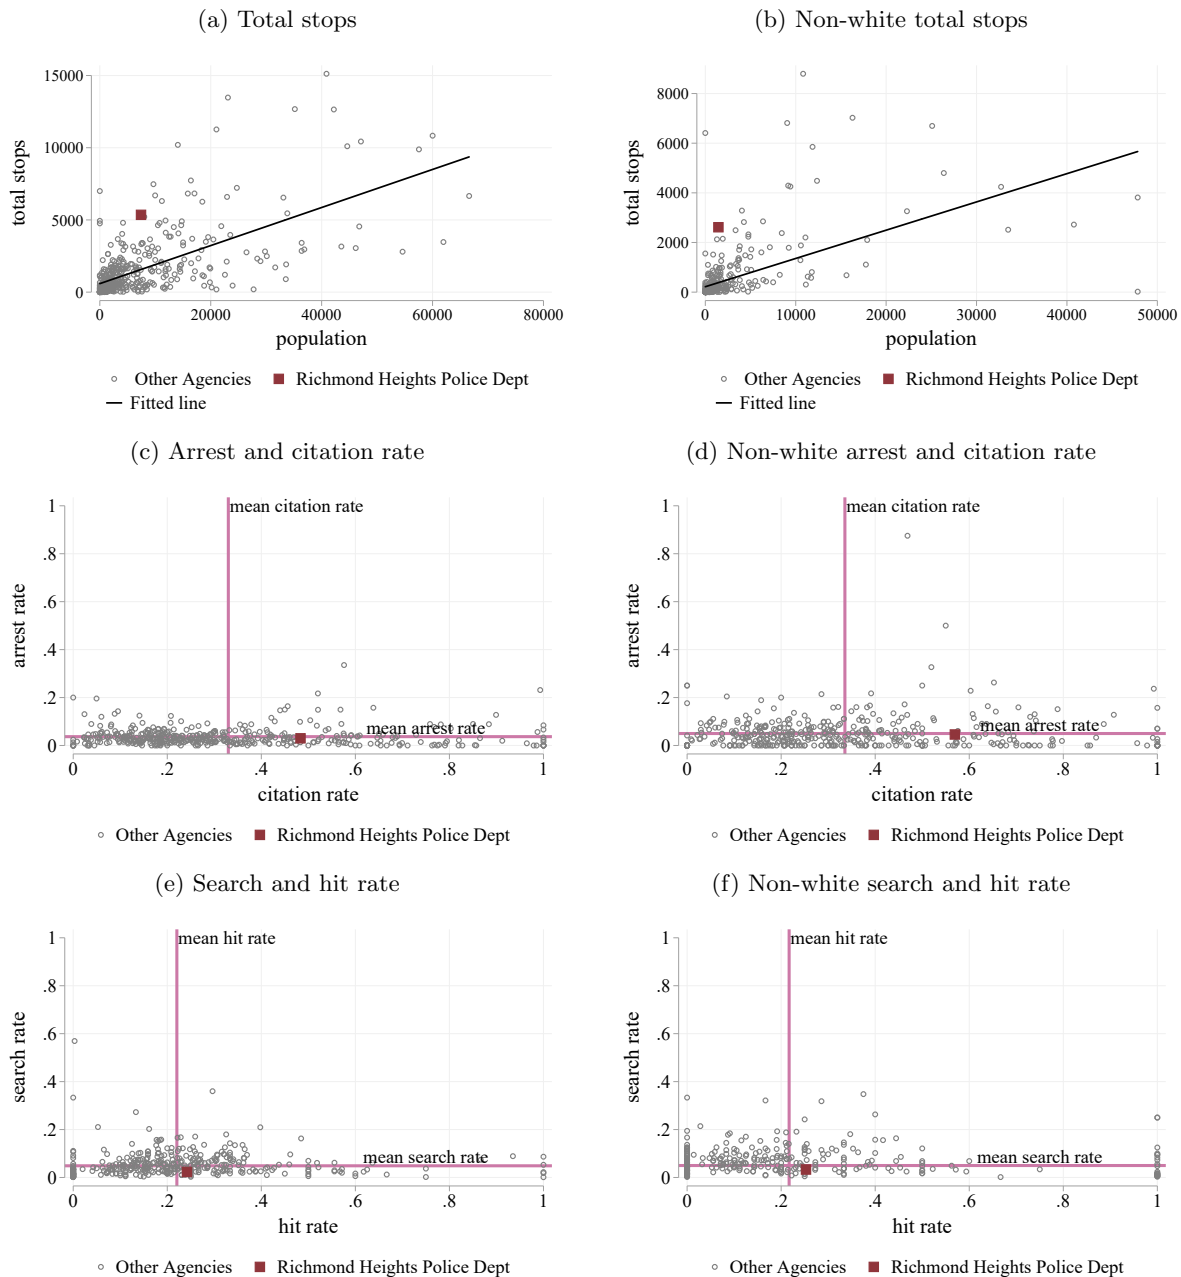 (a) Total stops
(b) Non-white total stops
total stops
15000
10000
5000
0
0
20000
40000
60000
80000
population
Other Agencies
Richmond Heights Police Dept
Fitted line
total stops
8000
6000
4000
2000
0
0
10000
20000
30000
40000
50000
population
Other Agencies
Richmond Heights Police Dept
Fitted line
(c) Arrest and citation rate
(d) Non-white arrest and citation rate
arrest rate
1
.8
.6
.4
.2
0
mean citation rate
mean arrest rate
0
.2
.4
.6
.8
1
citation rate
Other Agencies
Richmond Heights Police Dept
arrest rate
1
.8
.6
.4
.2
0
mean citation rate
mean arrest rate
0
.2
.4
.6
.8
1
citation rate
Other Agencies
Richmond Heights Police Dept
(e) Search and hit rate
(f) Non-white search and hit rate
search rate
1
.8
.6
.4
.2
0
mean hit rate
mean search rate
0
.2
.4
.6
.8
1
hit rate
Other Agencies
Richmond Heights Police Dept
search rate
1
.8
.6
.4
.2
0
mean hit rate
mean search rate
0
.2
.4
.6
.8
1
hit rate
Other Agencies
Richmond Heights Police Dept